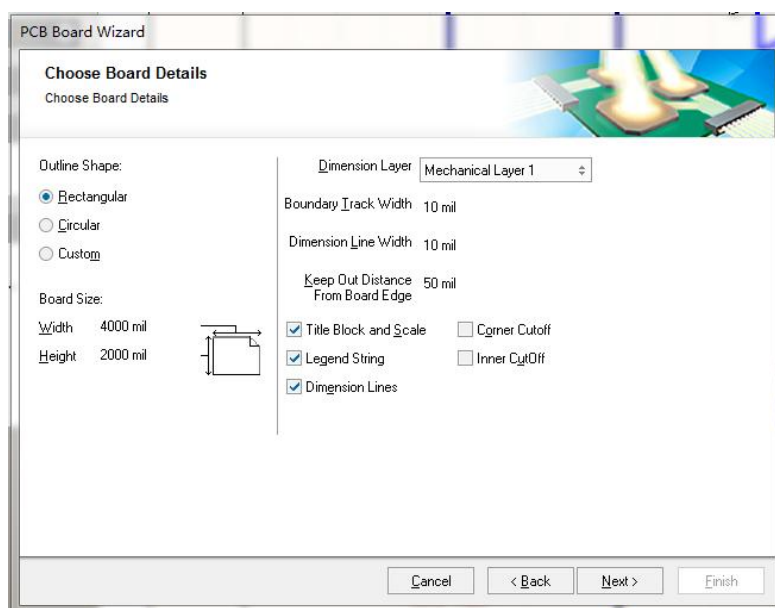 PCB Board Wizard
Choose Board Details
Choose Board Details
Outline Shape:
Rectangular
Circular
Custom
Board Size:
Width 4000 mil
Height 2000 mil
Dimension Layer Mechanical Layer 1
Boundary Track Width 10 mil
Dimension Line Width 10 mil
Keep Out Distance From Board Edge 50 mil
Title Block and Scale Corner Cutoff
Legend String Inner CutOff
Dimension Lines
Cancel < Back Next > Finish